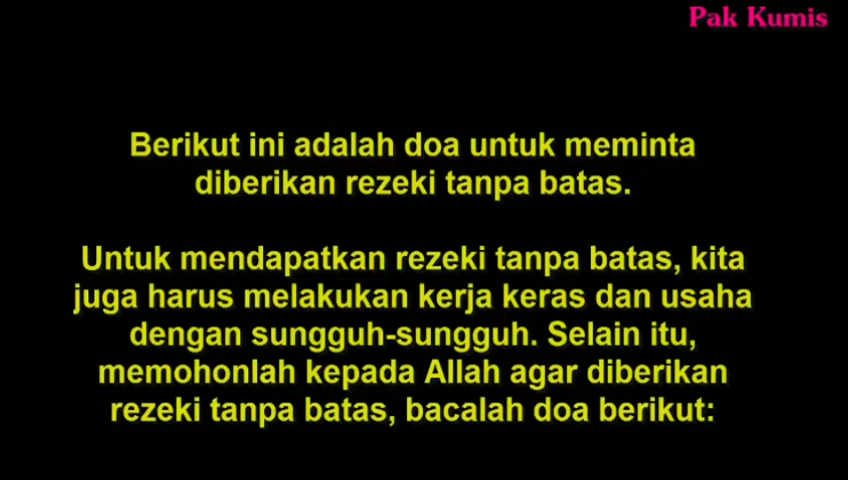 Pak Kumis
Berikut ini adalah doa untuk meminta
diberikan rezeki tanpa batas.
Untuk mendapatkan rezeki tanpa batas, kita
juga harus melakukan kerja keras dan usaha
dengan sungguh-sungguh. Selain itu,
memohonlah kepada Allah agar diberikan
rezeki tanpa batas, bacalah doa berikut: